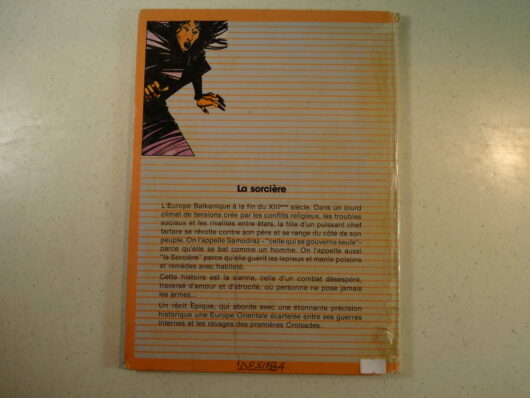 La sorcière
L'Europe Balkanique à la fin du XIIIème siècle. Dans un lourd
climat de tensions crée par les conflits religieux, les troubles
sociaux et les rivalités entre états, la fille d'un puissant chef
tartare se révolte contre son père et se range du côté de son
peuple. On l'appelle Samodraz - "celle qui se gouverne seule" -
parce qu'elle se bat comme un homme. On l'appelle aussi
"la Sorcière" parce qu'elle guérit les lépreux et manie poisons
et remèdes avec habileté.
Cette histoire est la sienne, celle d'un combat désespéré,
traversé d'amour et d'atrocité, où personne ne pose jamais
les armes...
Un récit Epique, qui aborde avec une étonnante précision
historique une Europe Orientale écartelée entre ses guerres
internes et les ravages des premières Croisades.